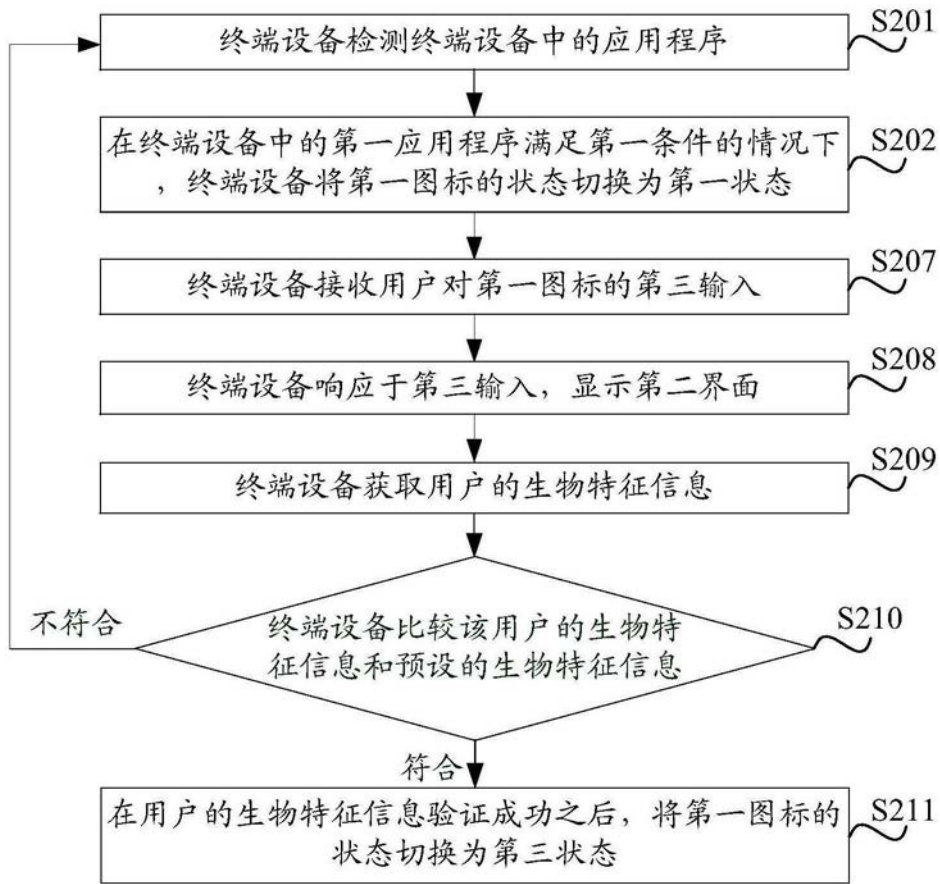 S201
终端设备检测终端设备中的应用程序
S202
在终端设备中的第一应用程序满足第一条件的情况下
，终端设备将第一图标的状态切换为第一状态
S207
终端设备接收用户对第一图标的第三输入
S208
终端设备响应于第三输入，显示第二界面
S209
终端设备获取用户的生物特征信息
不符合
终端设备比较该用户的生物特
征信息和预设的生物特征信息
S210
符合
在用户的生物特征信息验证成功之后，将第一图标的
状态切换为第三状态
S211